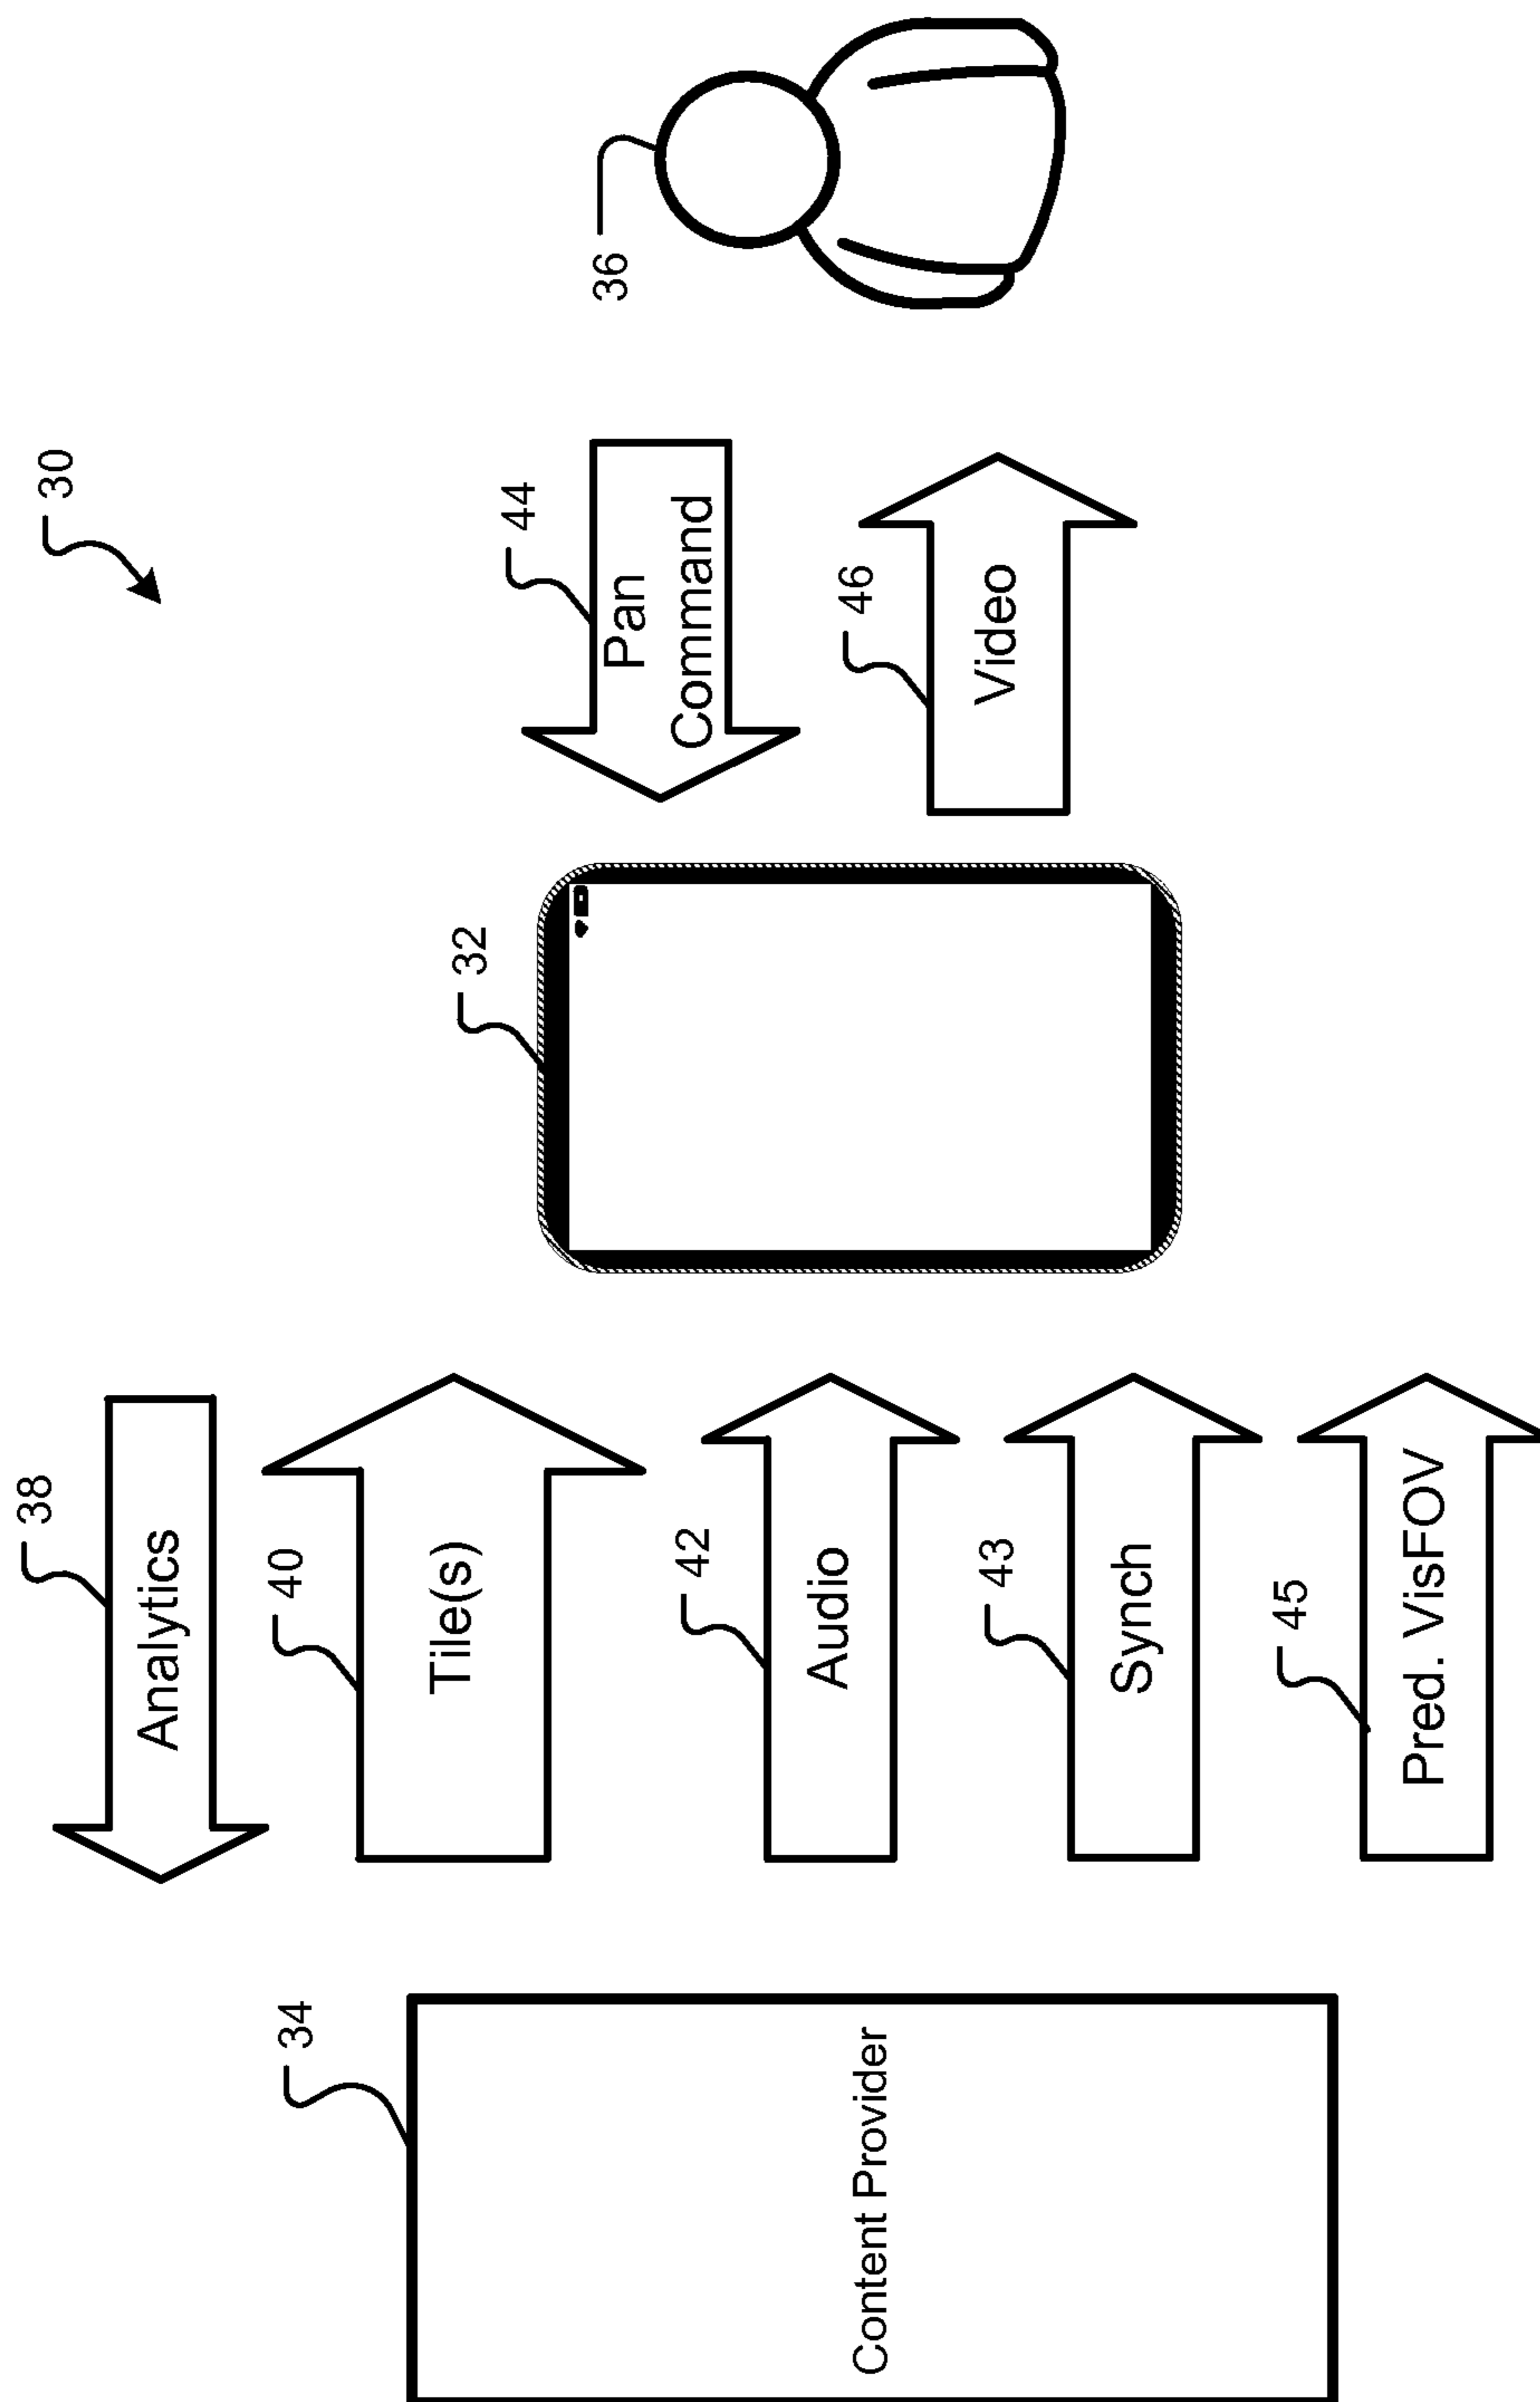 30
38
Analytics
34
40
Tile(s)
32
44
Pan
Command
36
42
Audio
46
Video
Content Provider
43
Synch
45
Pred. VisFOV